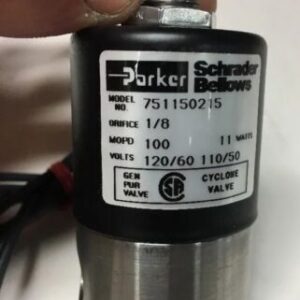 Parker Schrader Bellows
MODEL NO. 751150215
ORIFICE 1/8
MOPD 100 11 WATTS
VOLTS 120/60 110/50
GEN PUR VALVE SA CYCLONE VALVE